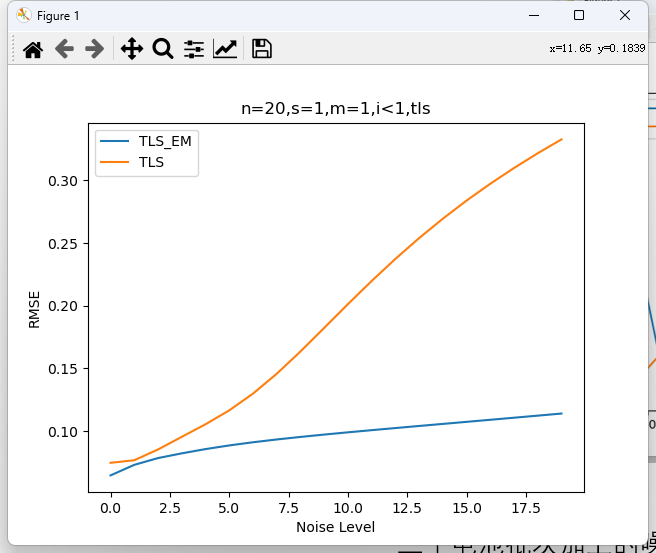 Figure 1
x=11.65 y=0.1839
n=20,s=1,m=1,i<1,tls
TLS_EM
TLS
0.30
0.25
0.20
0.15
0.10
RMSE
0.0 2.5 5.0 7.5 10.0 12.5 15.0 17.5
Noise Level